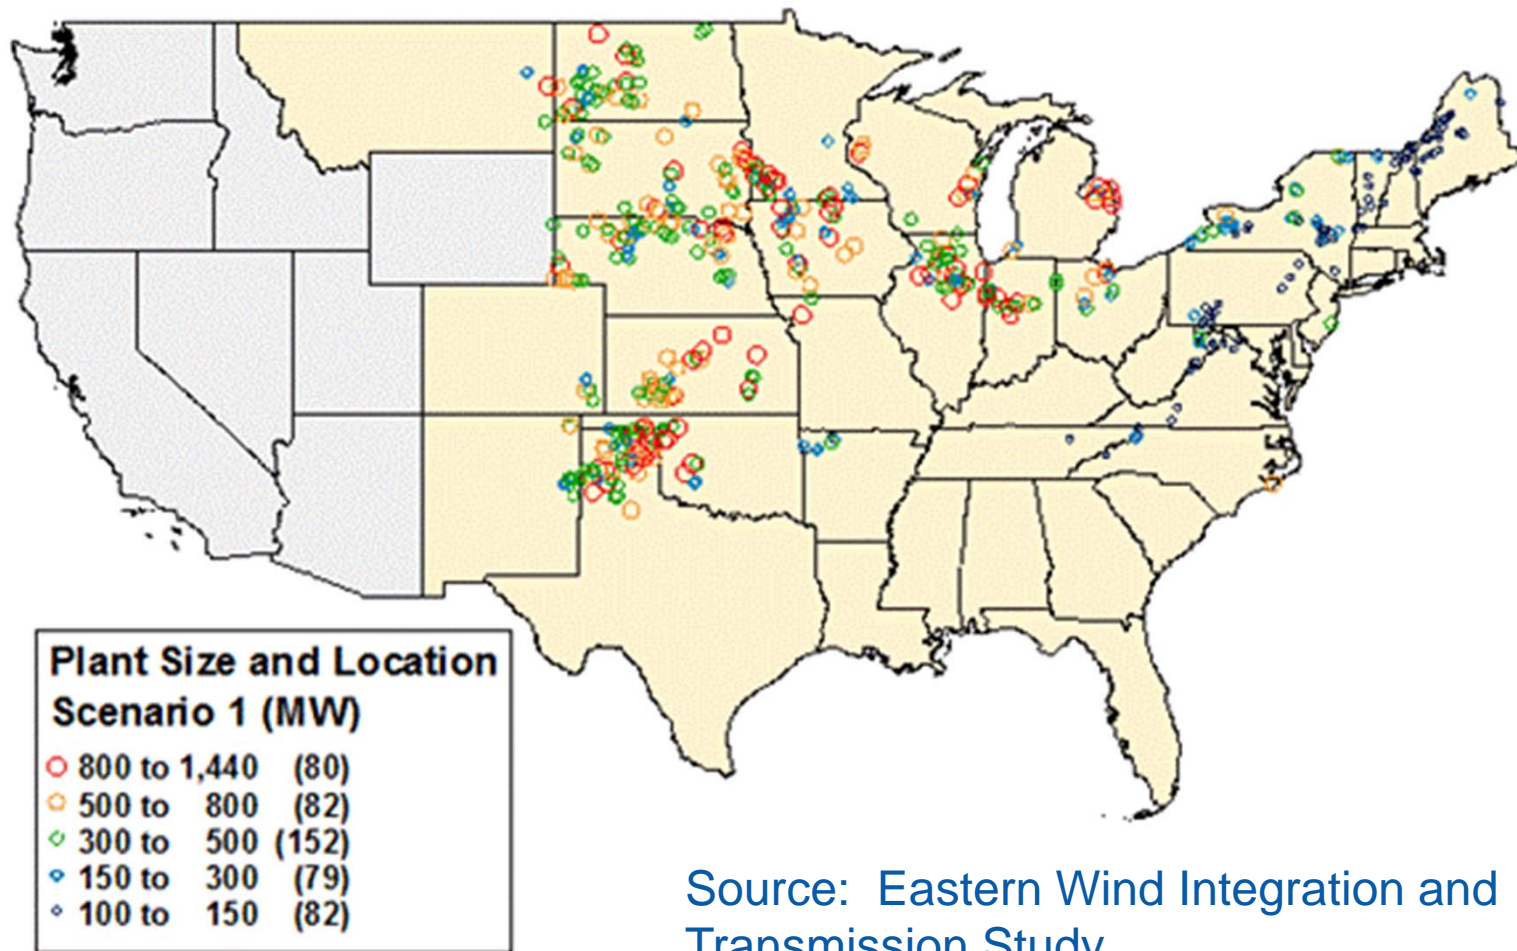 Plant Size and Location
Scenario 1 (MW)
800 to 1,440 (80)
500 to 800 (82)
300 to 500 (152)
150 to 300 (79)
100 to 150 (82)
Source: Eastern Wind Integration and
Transmission Study